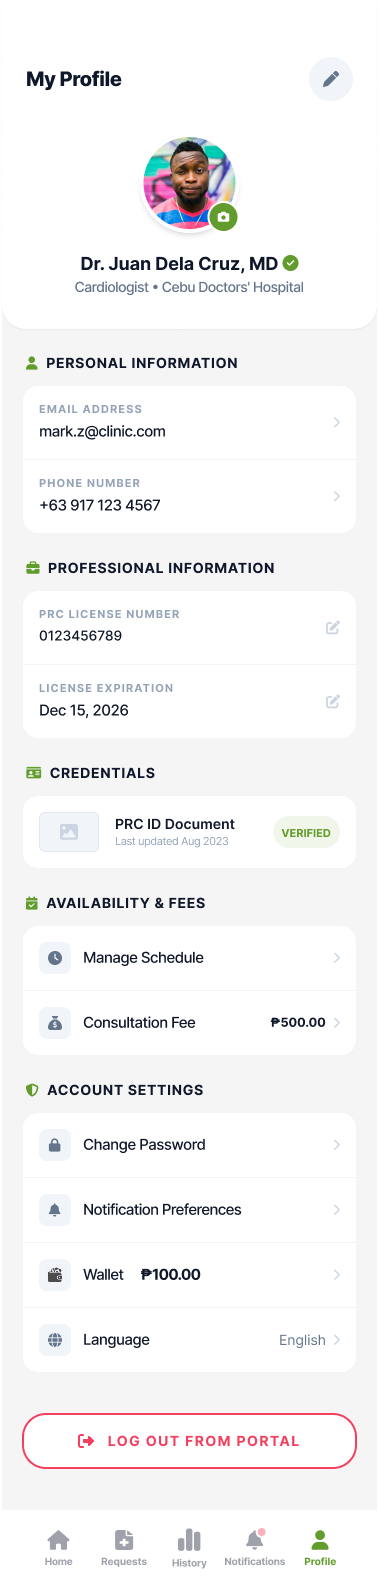 My Profile
Dr. Juan Dela Cruz, MD
Cardiologist • Cebu Doctors' Hospital
PERSONAL INFORMATION
EMAIL ADDRESS
mark.z@clinic.com
PHONE NUMBER
+63 917 123 4567
PROFESSIONAL INFORMATION
PRC LICENSE NUMBER
0123456789
LICENSE EXPIRATION
Dec 15, 2026
CREDENTIALS
PRC ID Document
Last updated Aug 2023
VERIFIED
AVAILABILITY & FEES
Manage Schedule
Consultation Fee ₱500.00
ACCOUNT SETTINGS
Change Password
Notification Preferences
Wallet ₱100.00
Language English
LOG OUT FROM PORTAL
Home Requests History Notifications Profile